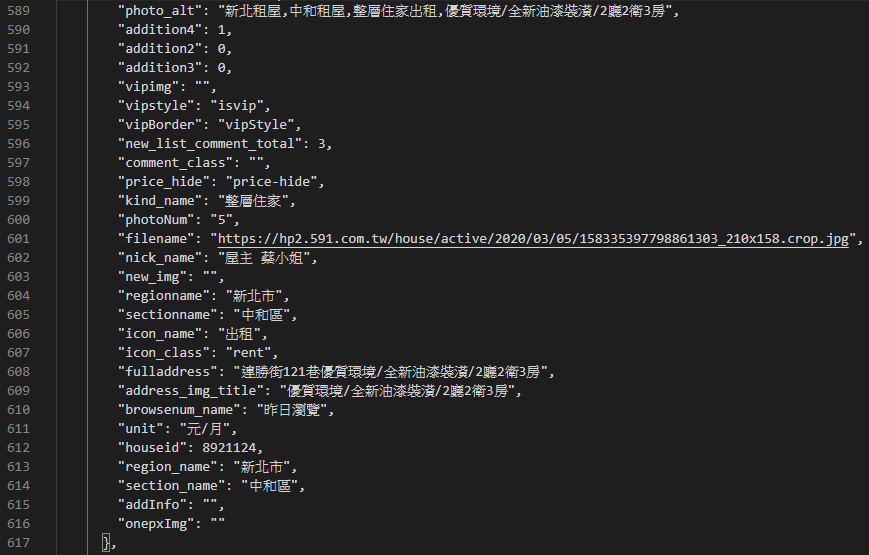 589 "photo_alt": "新北租屋,中和租屋,整層住家出租,優質環境/全新油漆裝潢/2廳2衛3房",
590 "addition4": 1,
591 "addition2": 0,
592 "addition3": 0,
593 "vipimg": "",
594 "vipstyle": "isvip",
595 "vipBorder": "vipStyle",
596 "new_list_comment_total": 3,
597 "comment_class": "",
598 "price_hide": "price-hide",
599 "kind_name": "整層住家",
600 "photoNum": "5",
601 "filename": "https://hp2.591.com.tw/house/active/2020/03/05/158335397798861303_210x158.crop.jpg",
602 "nick_name": "屋主 蔡小姐",
603 "new_img": "",
604 "regionname": "新北市",
605 "sectionname": "中和區",
606 "icon_name": "出租",
607 "icon_class": "rent",
608 "fulladdress": "連勝街121巷優質環境/全新油漆裝潢/2廳2衛3房",
609 "address_img_title": "優質環境/全新油漆裝潢/2廳2衛3房",
610 "browsenum_name": "昨日瀏覽",
611 "unit": "元/月",
612 "houseid": 8921124,
613 "region_name": "新北市",
614 "section_name": "中和區",
615 "addInfo": "",
616 "onepxImg": ""
617 },